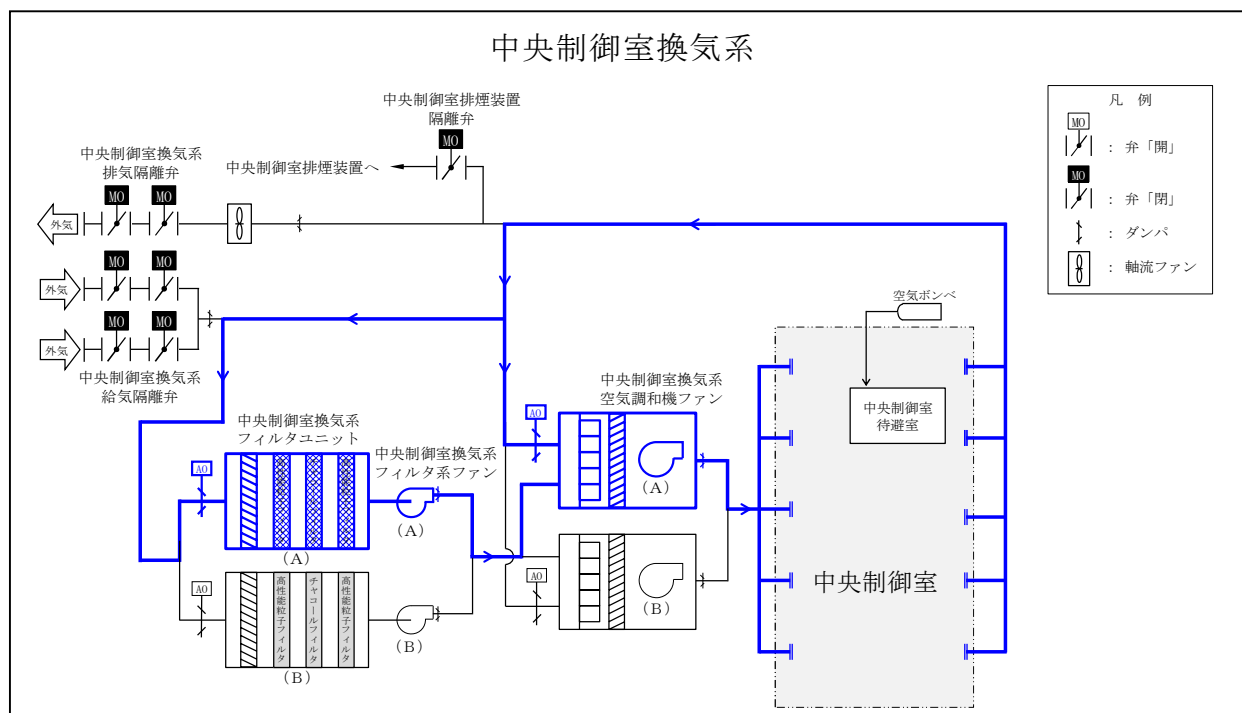 中央制御室換気系
凡 例
MO
: 弁「開」
MO
: 弁「閉」
: ダンパ
: 軸流ファン
中央制御室排煙装置
隔離弁
MO
中央制御室排煙装置へ
中央制御室換気系
排気隔離弁
MO
MO
外気
MO
MO
外気
MO
MO
外気
中央制御室換気系
給気隔離弁
空気ボンベ
中央制御室
待避室
中央制御室換気系
空気調和機ファン
AO
(A)
中央制御室換気系
フィルタユニット
中央制御室換気系
フィルタ系ファン
AO
(A)
(A)
AO
高性能粒子フィルタ
チャコールフィルタ
高性能粒子フィルタ
(B)
(B)
AO
(B)
中央制御室